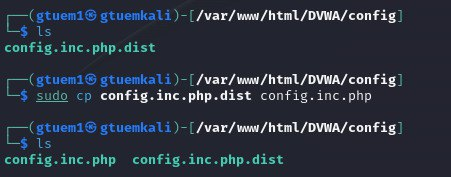 ┌──(gtuem1㉿gtuemkali)-[/var/www/html/DVWA/config]
└─$ ls
config.inc.php.dist
┌──(gtuem1㉿gtuemkali)-[/var/www/html/DVWA/config]
└─$ sudo cp config.inc.php.dist config.inc.php
┌──(gtuem1㉿gtuemkali)-[/var/www/html/DVWA/config]
└─$ ls
config.inc.php  config.inc.php.dist